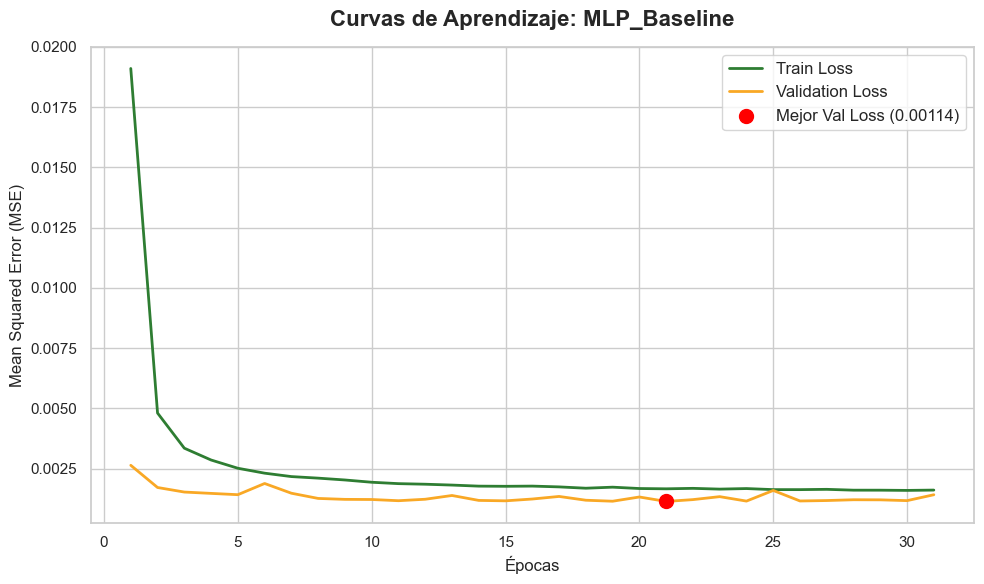 Curvas de Aprendizaje: MLP_Baseline
Train Loss
Validation Loss
Mejor Val Loss (0.00114)
Mean Squared Error (MSE)
0.0200
0.0175
0.0150
0.0125
0.0100
0.0075
0.0050
0.0025
0 5 10 15 20 25 30
Épocas